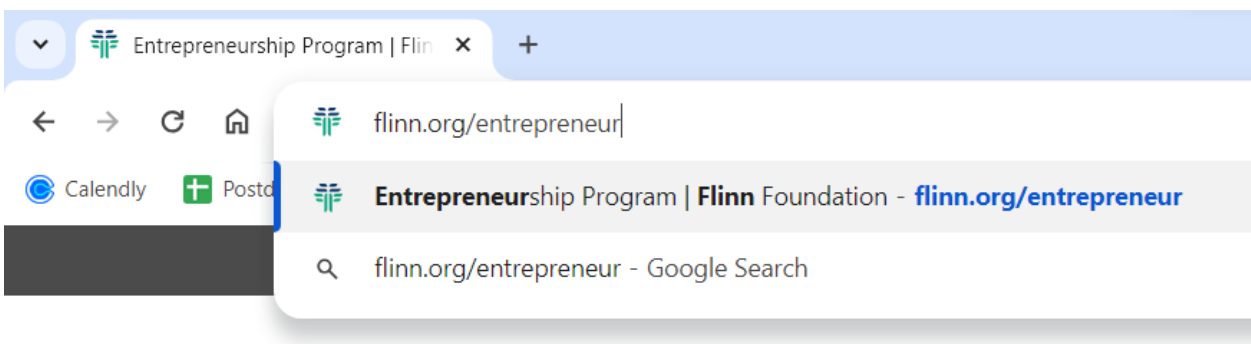 Entrepreneurship Program | Flin
flinn.org/entrepreneur
Calendly Postd
Entrepreneurship Program | Flinn Foundation - flinn.org/entrepreneur
flinn.org/entrepreneur - Google Search